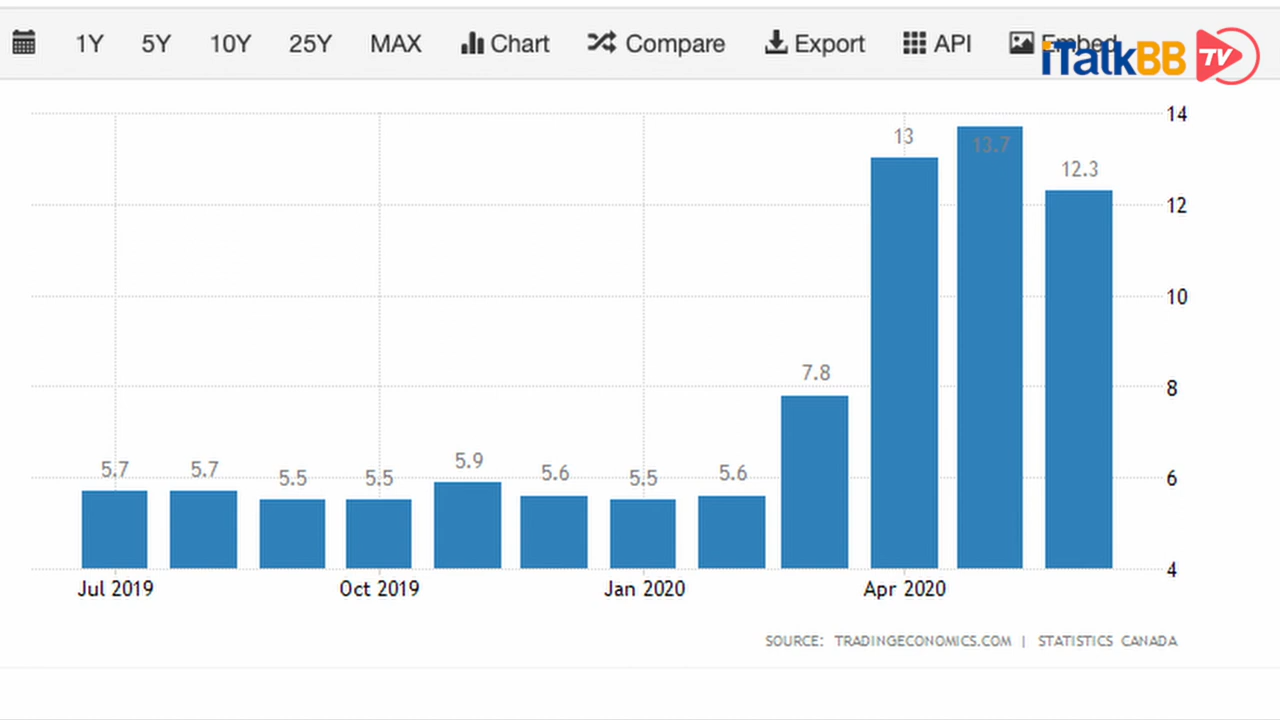 1Y 5Y 10Y 25Y MAX Chart Compare Export API Embed
iTalkBB TV
14
13
13.7
12.3
12
10
8
7.8
6
5.7 5.7 5.5 5.5 5.9 5.6 5.5 5.6
4
Jul 2019 Oct 2019 Jan 2020 Apr 2020
SOURCE: TRADINGECONOMICS.COM | STATISTICS CANADA